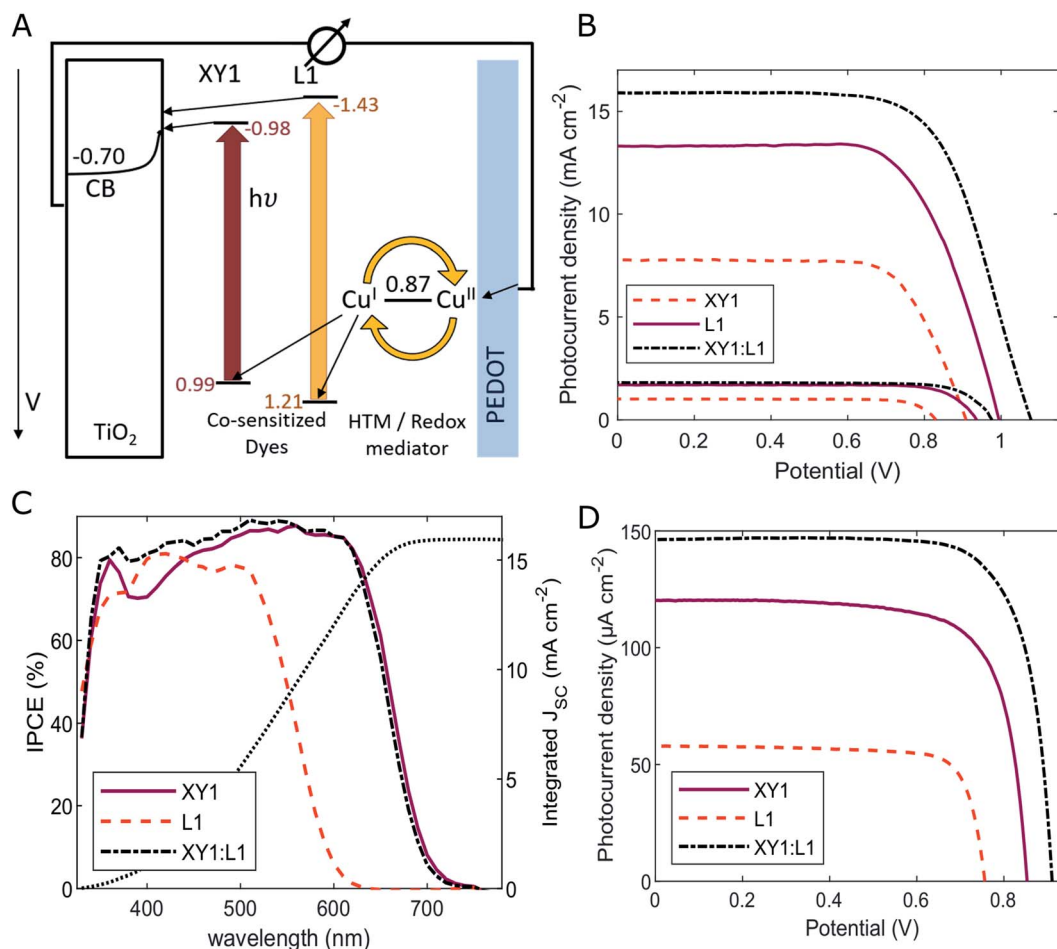 A
XY1
L1
-1.43
-0.98
-0.70
CB
hυ
0.87
Cu^I
Cu^II
PEDOT
V
0.99
1.21
TiO₂
Co-sensitized
Dyes
HTM / Redox
mediator
B
Photocurrent density (mA cm⁻²)
15
10
5
0
XY1
L1
XY1:L1
0 0.2 0.4 0.6 0.8 1
Potential (V)
C
IPCE (%)
80
60
40
20
0
XY1
L1
XY1:L1
400 500 600 700
wavelength (nm)
15
10
5
0
Integrated J_SC (mA cm⁻²)
D
Photocurrent density (μA cm⁻²)
150
100
50
0
XY1
L1
XY1:L1
0 0.2 0.4 0.6 0.8
Potential (V)